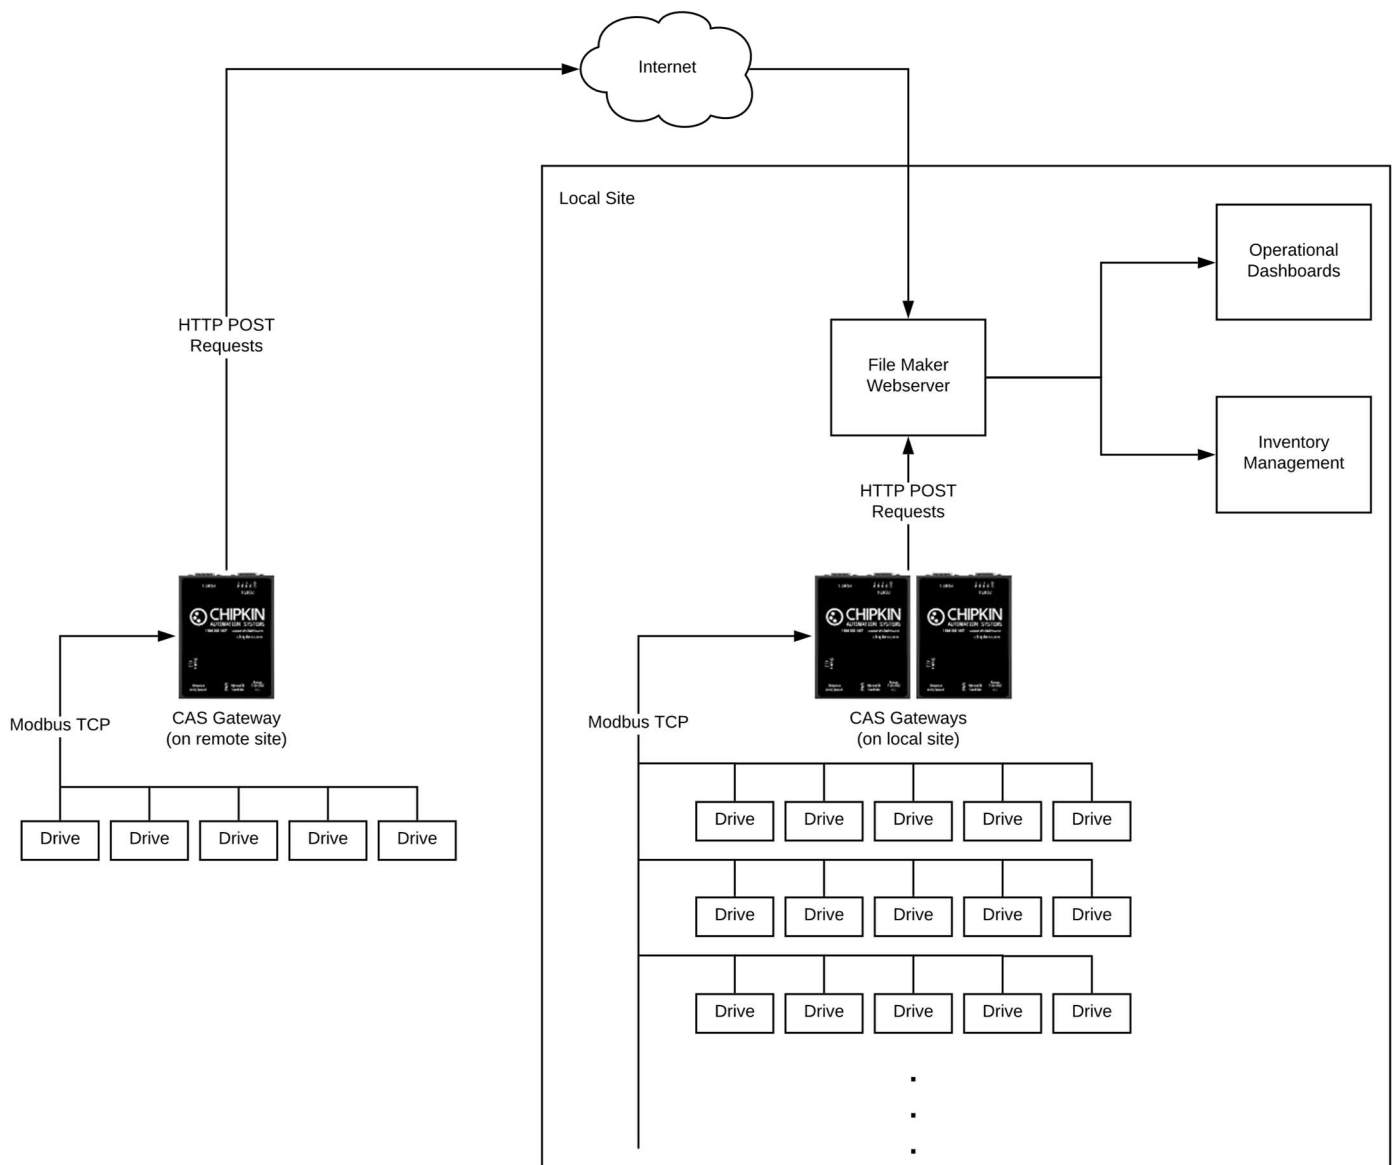 Internet
Local Site
Operational
Dashboards
HTTP POST
Requests
File Maker
Webserver
Inventory
Management
HTTP POST
Requests
CHIPKIN
AUTOMATION SYSTEMS
CHIPKIN
AUTOMATION SYSTEMS
CHIPKIN
AUTOMATION SYSTEMS
Modbus TCP
CAS Gateway
(on remote site)
Modbus TCP
CAS Gateways
(on local site)
Drive Drive Drive Drive Drive
Drive Drive Drive Drive Drive
Drive Drive Drive Drive Drive
Drive Drive Drive Drive Drive